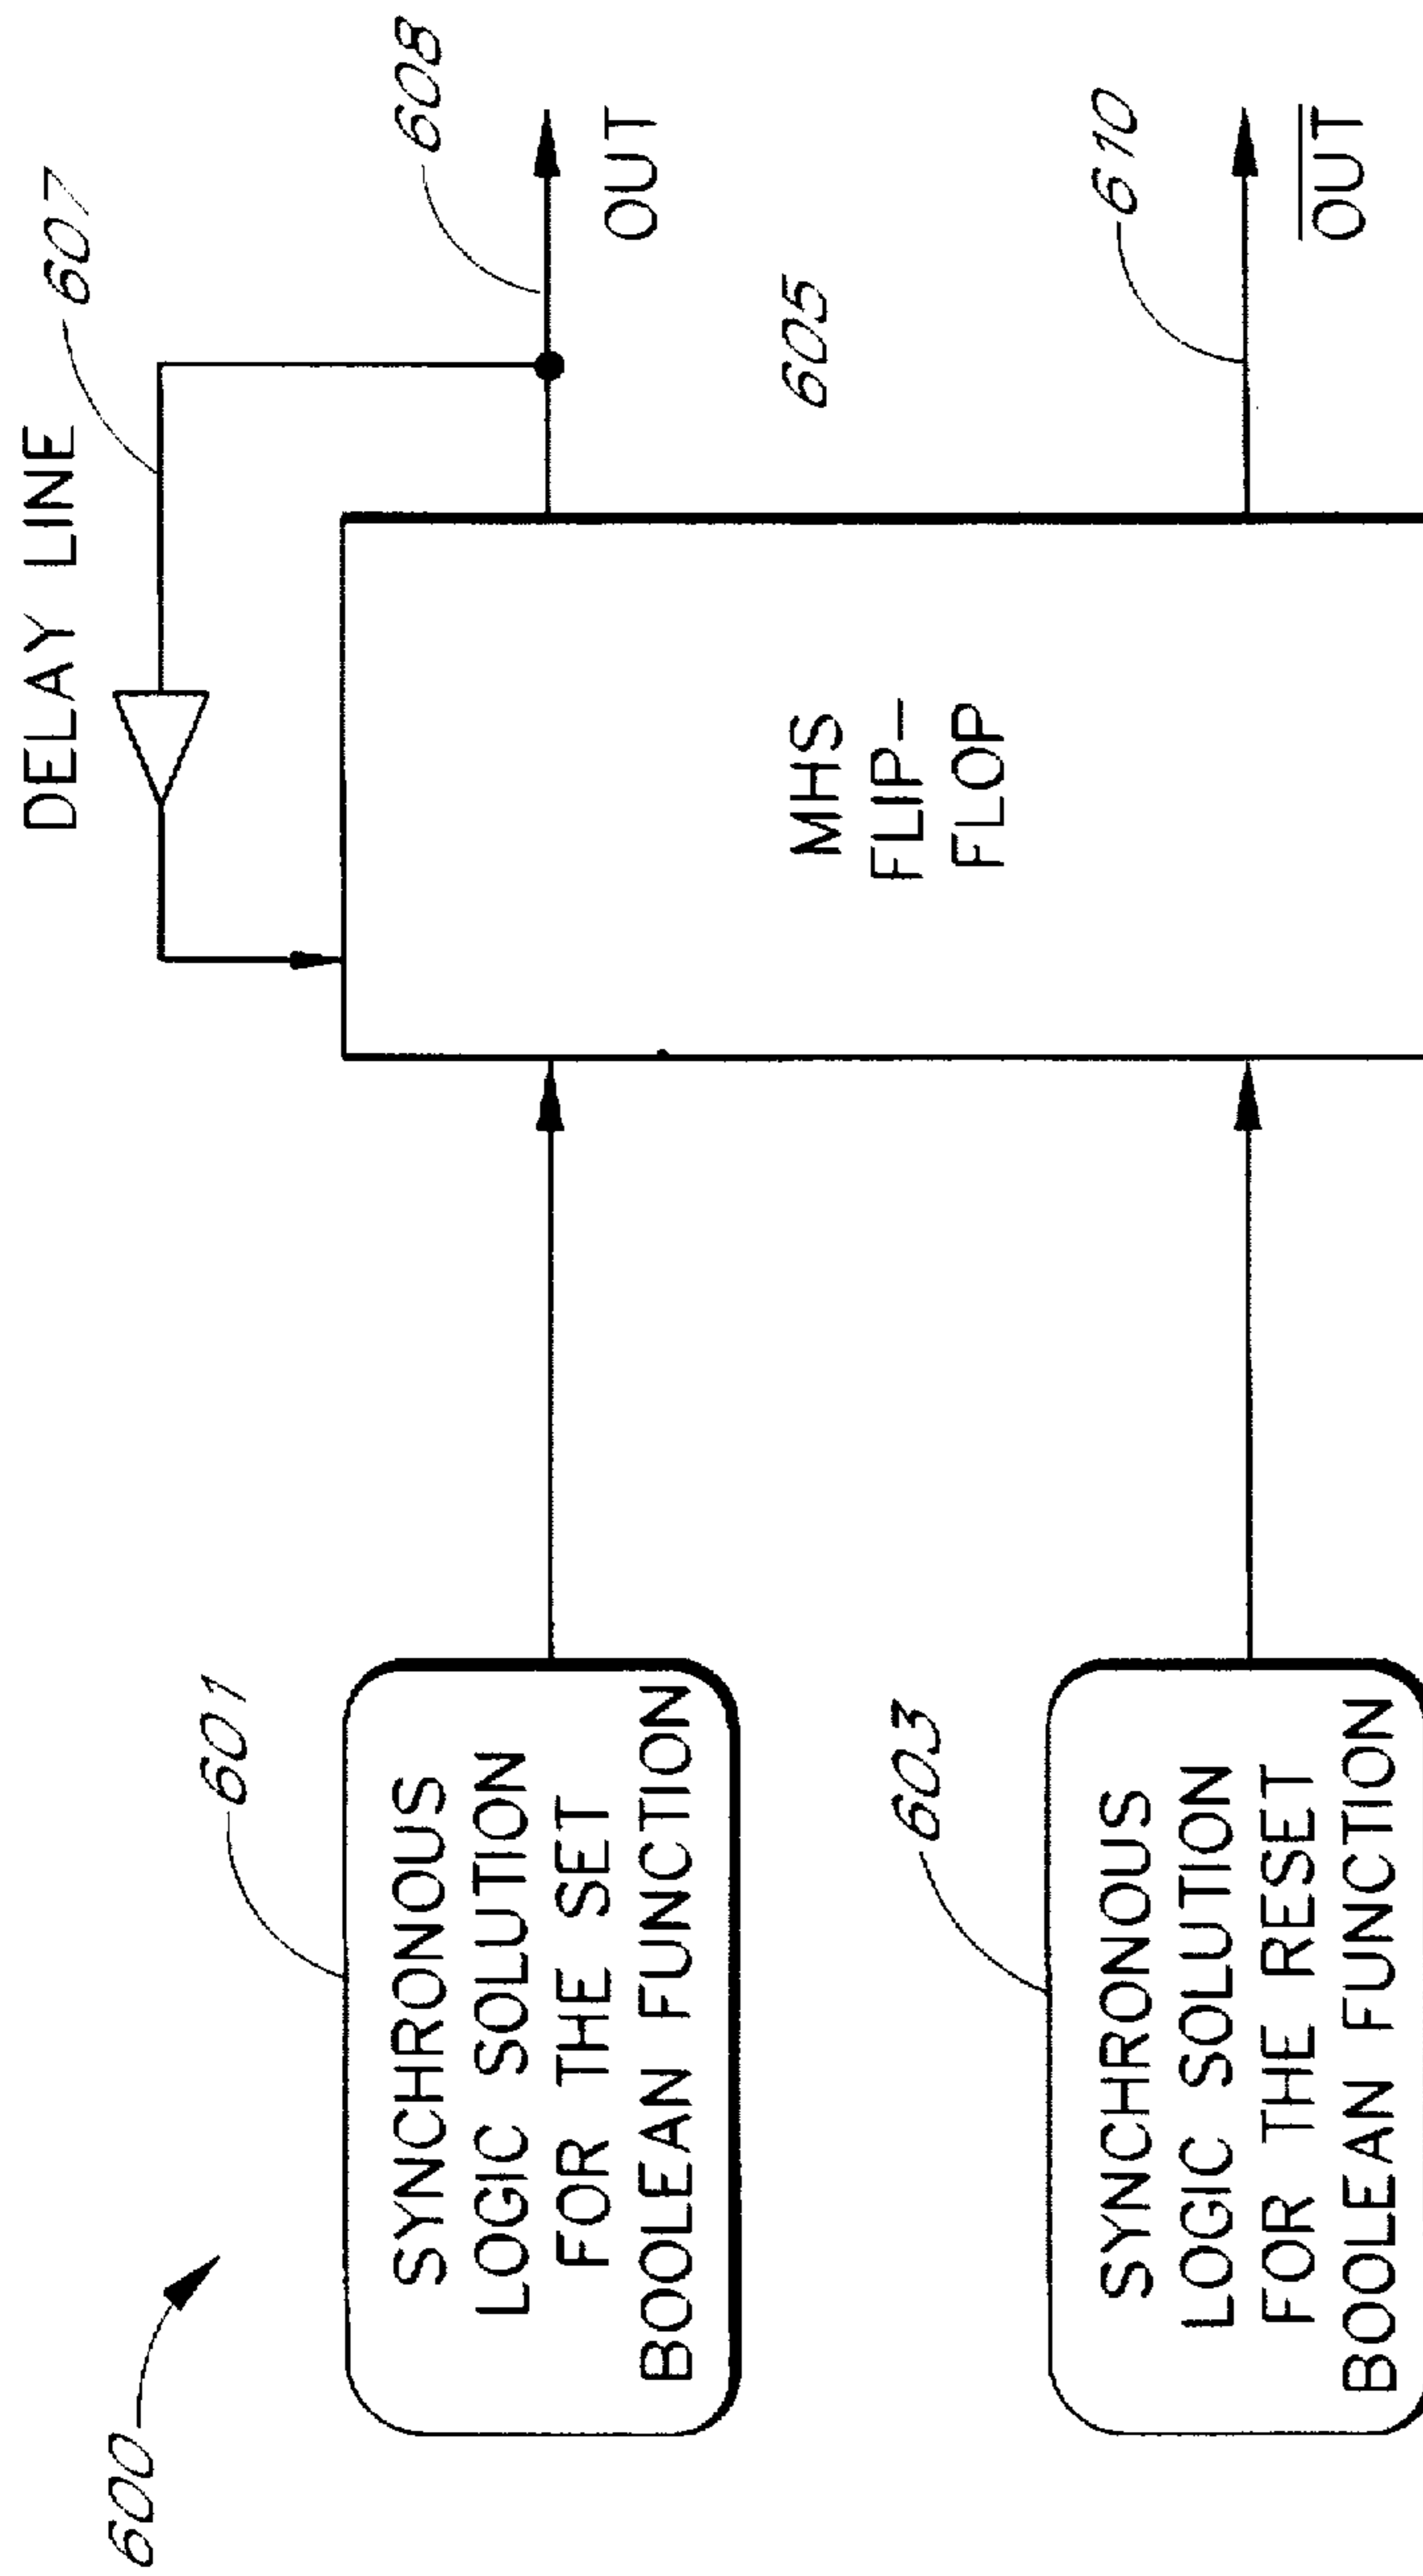 600
601
SYNCHRONOUS
LOGIC SOLUTION
FOR THE SET
BOOLEAN FUNCTION
603
SYNCHRONOUS
LOGIC SOLUTION
FOR THE RESET
BOOLEAN FUNCTION
DELAY LINE
607
MHS
FLIP-
FLOP
605
608
OUT
610
OUT